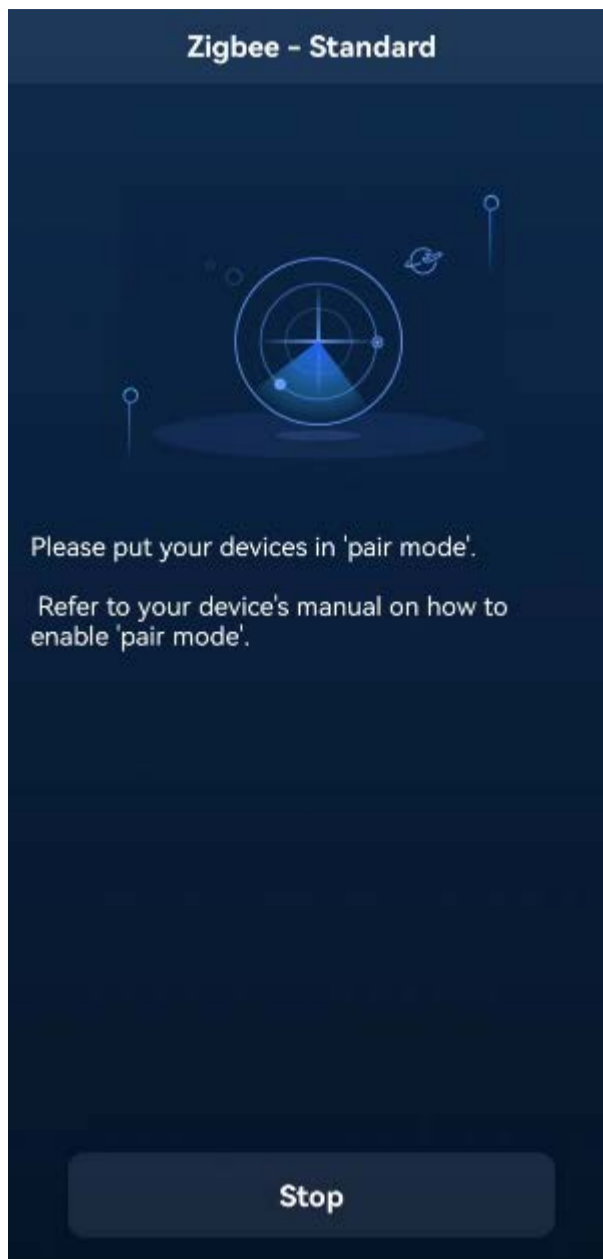 Zigbee – Standard
Please put your devices in 'pair mode'.
Refer to your device's manual on how to
enable 'pair mode'.
Stop